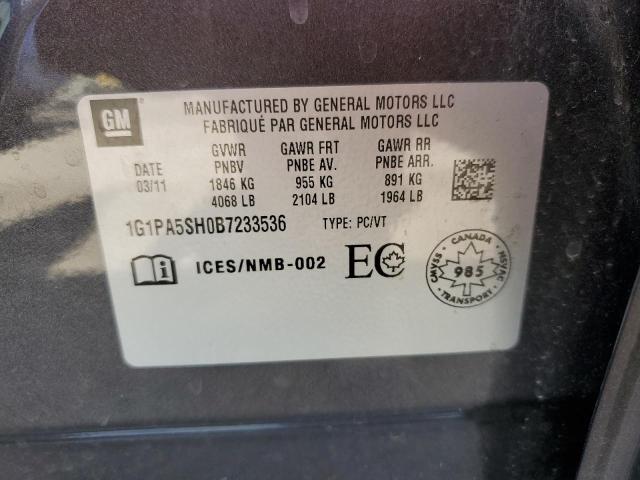 GM
MANUFACTURED BY GENERAL MOTORS LLC
FABRIQUÉ PAR GENERAL MOTORS LLC
GVWR GAWR FRT GAWR RR
DATE PNBV PNBE AV. PNBE ARR.
03/11 1846 KG 955 KG 891 KG
4068 LB 2104 LB 1964 LB
1G1PA5SH0B7233536 TYPE: PC/VT
i ICES/NMB-002 EC
CANADA
CMVSS 985 NSVAC
TRANSPORT